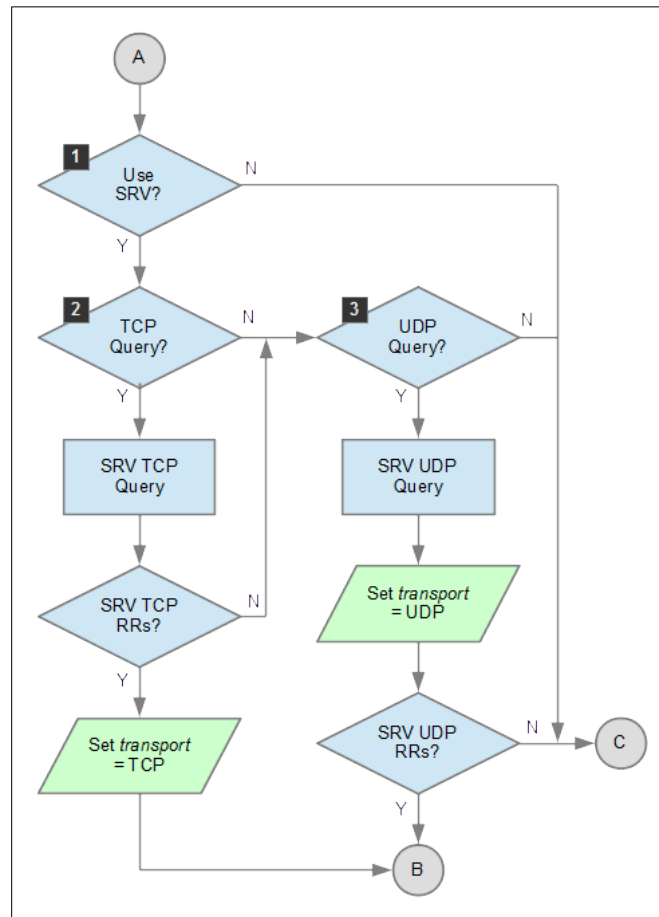 A
1
Use
SRV?
N
Y
2
TCP
Query?
N
3
UDP
Query?
N
Y
Y
SRV TCP
Query
SRV UDP
Query
SRV TCP
RRs?
N
Set transport
= UDP
Y
Set transport
= TCP
SRV UDP
RRs?
N
C
Y
B